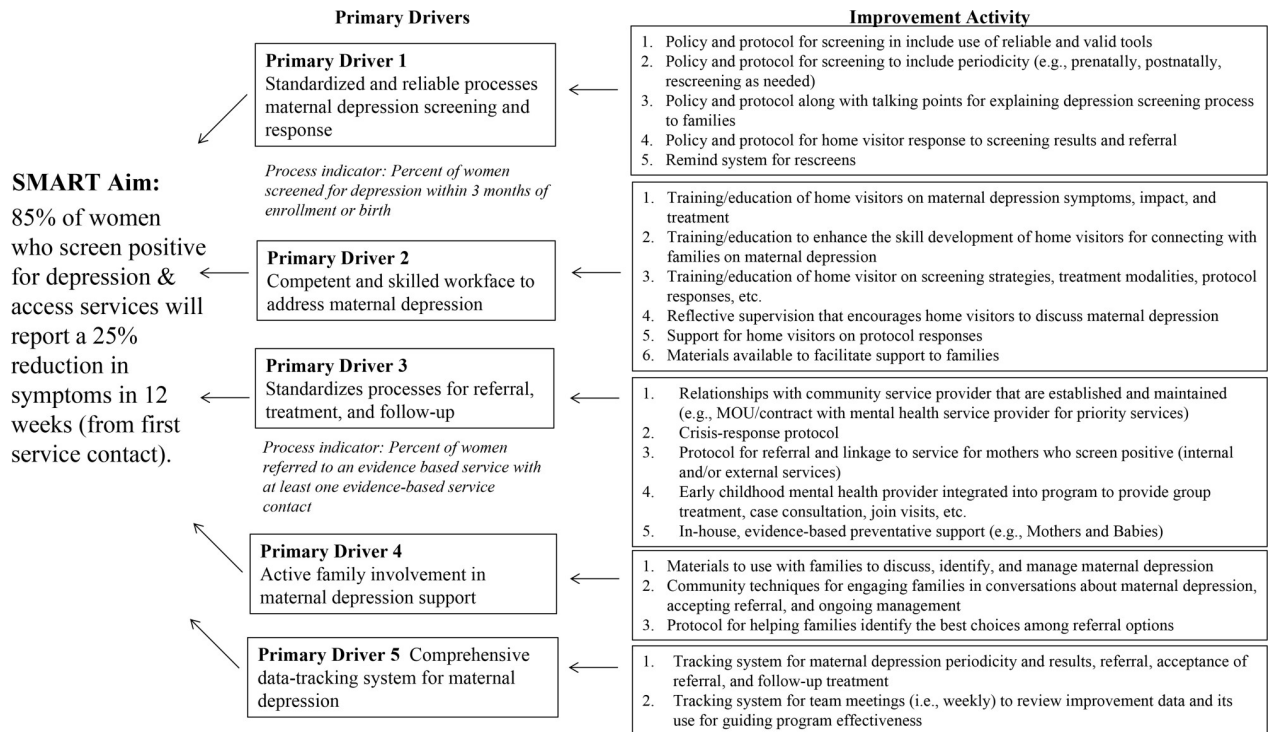 Primary Drivers
Improvement Activity
SMART Aim:
85% of women
who screen positive
for depression &
access services will
report a 25%
reduction in
symptoms in 12
weeks (from first
service contact).
Primary Driver 1
Standardized and reliable processes
maternal depression screening and
response
Process indicator: Percent of women
screened for depression within 3 months of
enrollment or birth
1. Policy and protocol for screening in include use of reliable and valid tools
2. Policy and protocol for screening to include periodicity (e.g., prenatally, postnatally,
rescreening as needed)
3. Policy and protocol along with talking points for explaining depression screening process
to families
4. Policy and protocol for home visitor response to screening results and referral
5. Remind system for rescreens
Primary Driver 2
Competent and skilled workface to
address maternal depression
1. Training/education of home visitors on maternal depression symptoms, impact, and
treatment
2. Training/education to enhance the skill development of home visitors for connecting with
families on maternal depression
3. Training/education of home visitor on screening strategies, treatment modalities, protocol
responses, etc.
4. Reflective supervision that encourages home visitors to discuss maternal depression
5. Support for home visitors on protocol responses
6. Materials available to facilitate support to families
Primary Driver 3
Standardizes processes for referral,
treatment, and follow-up
Process indicator: Percent of women
referred to an evidence based service with
at least one evidence-based service
contact
1. Relationships with community service provider that are established and maintained
(e.g., MOU/contract with mental health service provider for priority services)
2. Crisis-response protocol
3. Protocol for referral and linkage to service for mothers who screen positive (internal
and/or external services)
4. Early childhood mental health provider integrated into program to provide group
treatment, case consultation, join visits, etc.
5. In-house, evidence-based preventative support (e.g., Mothers and Babies)
Primary Driver 4
Active family involvement in
maternal depression support
1. Materials to use with families to discuss, identify, and manage maternal depression
2. Community techniques for engaging families in conversations about maternal depression,
accepting referral, and ongoing management
3. Protocol for helping families identify the best choices among referral options
Primary Driver 5 Comprehensive
data-tracking system for maternal
depression
1. Tracking system for maternal depression periodicity and results, referral, acceptance of
referral, and follow-up treatment
2. Tracking system for team meetings (i.e., weekly) to review improvement data and its
use for guiding program effectiveness